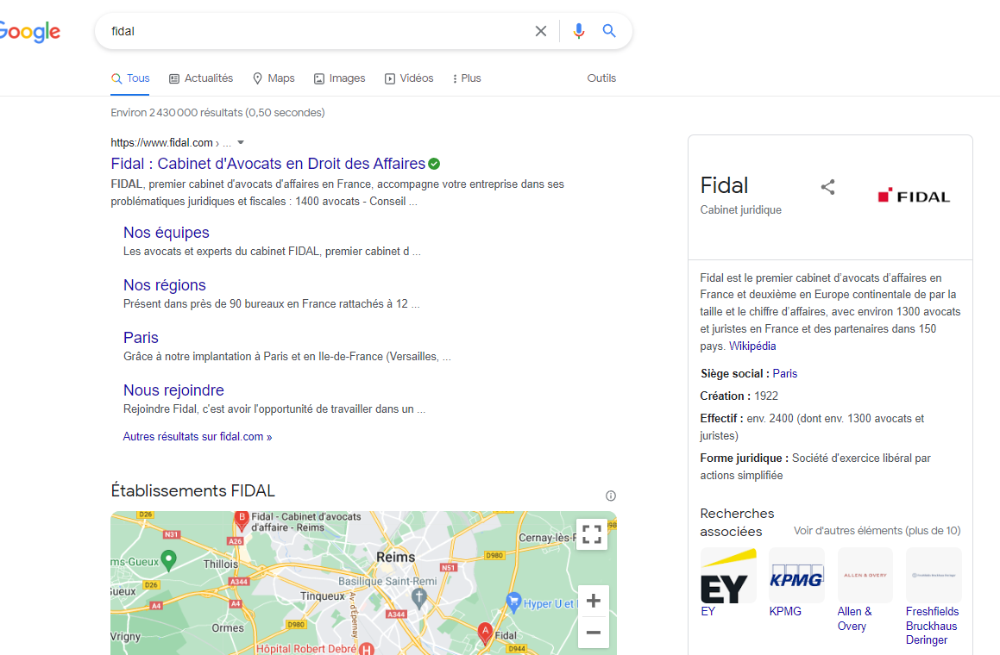 Google
fidal
Tous
Actualités
Maps
Images
Vidéos
Plus
Outils
Environ 2 430 000 résultats (0,50 secondes)
https://www.fidal.com › ...
Fidal : Cabinet d'Avocats en Droit des Affaires
FIDAL, premier cabinet d'avocats d'affaires en France, accompagne votre entreprise dans ses
problématiques juridiques et fiscales : 1400 avocats - Conseil ...
Nos équipes
Les avocats et experts du cabinet FIDAL, premier cabinet d ...
Nos régions
Présent dans près de 90 bureaux en France rattachés à 12 ...
Paris
Grâce à notre implantation à Paris et en Ile-de-France (Versailles, ...
Nous rejoindre
Rejoindre Fidal, c'est avoir l'opportunité de travailler dans un ...
Autres résultats sur fidal.com »
Établissements FIDAL
D26
B
Fidal - Cabinet d'avocats
d'affaire - Reims
N31
A26
Cernay-lès-R
D98
ms-Gueux
Thillois
Reims
D980
N51
Gueux
D26
A344
Basilique Saint-Remi
A4
A4
Tinqueux
Av. d'Épernay
A344
Hyper U et
Vrigny
Ormes
D980
A
Fidal
Hôpital Robert Debré
H
D944
Fidal
Cabinet juridique
FIDAL
Fidal est le premier cabinet d'avocats d'affaires en
France et deuxième en Europe continentale de par la
taille et le chiffre d'affaires, avec environ 1300 avocats
et juristes en France et des partenaires dans 150
pays. Wikipédia
Siège social : Paris
Création : 1922
Effectif : env. 2400 (dont env. 1300 avocats et
juristes)
Forme juridique : Société d'exercice libéral par
actions simplifiée
Recherches
associées
Voir d'autres éléments (plus de 10)
EY
KPMG
ALLEN & OVERY
Freshfields Bruckhaus Deringer
EY
KPMG
Allen &
Overy
Freshfields
Bruckhaus
Deringer